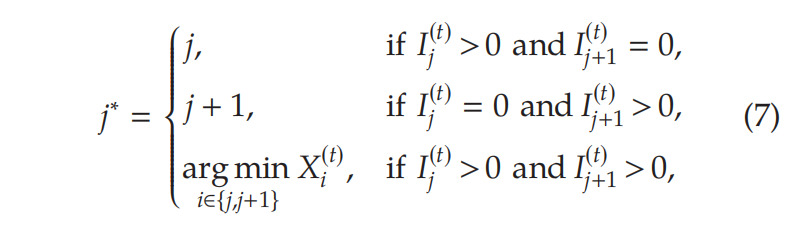 j* = { j, if I_j^(t) > 0 and I_{j+1}^(t) = 0,
j + 1, if I_j^(t) = 0 and I_{j+1}^(t) > 0, (7)
arg min_{i∈{j,j+1}} X_i^(t), if I_j^(t) > 0 and I_{j+1}^(t) > 0,